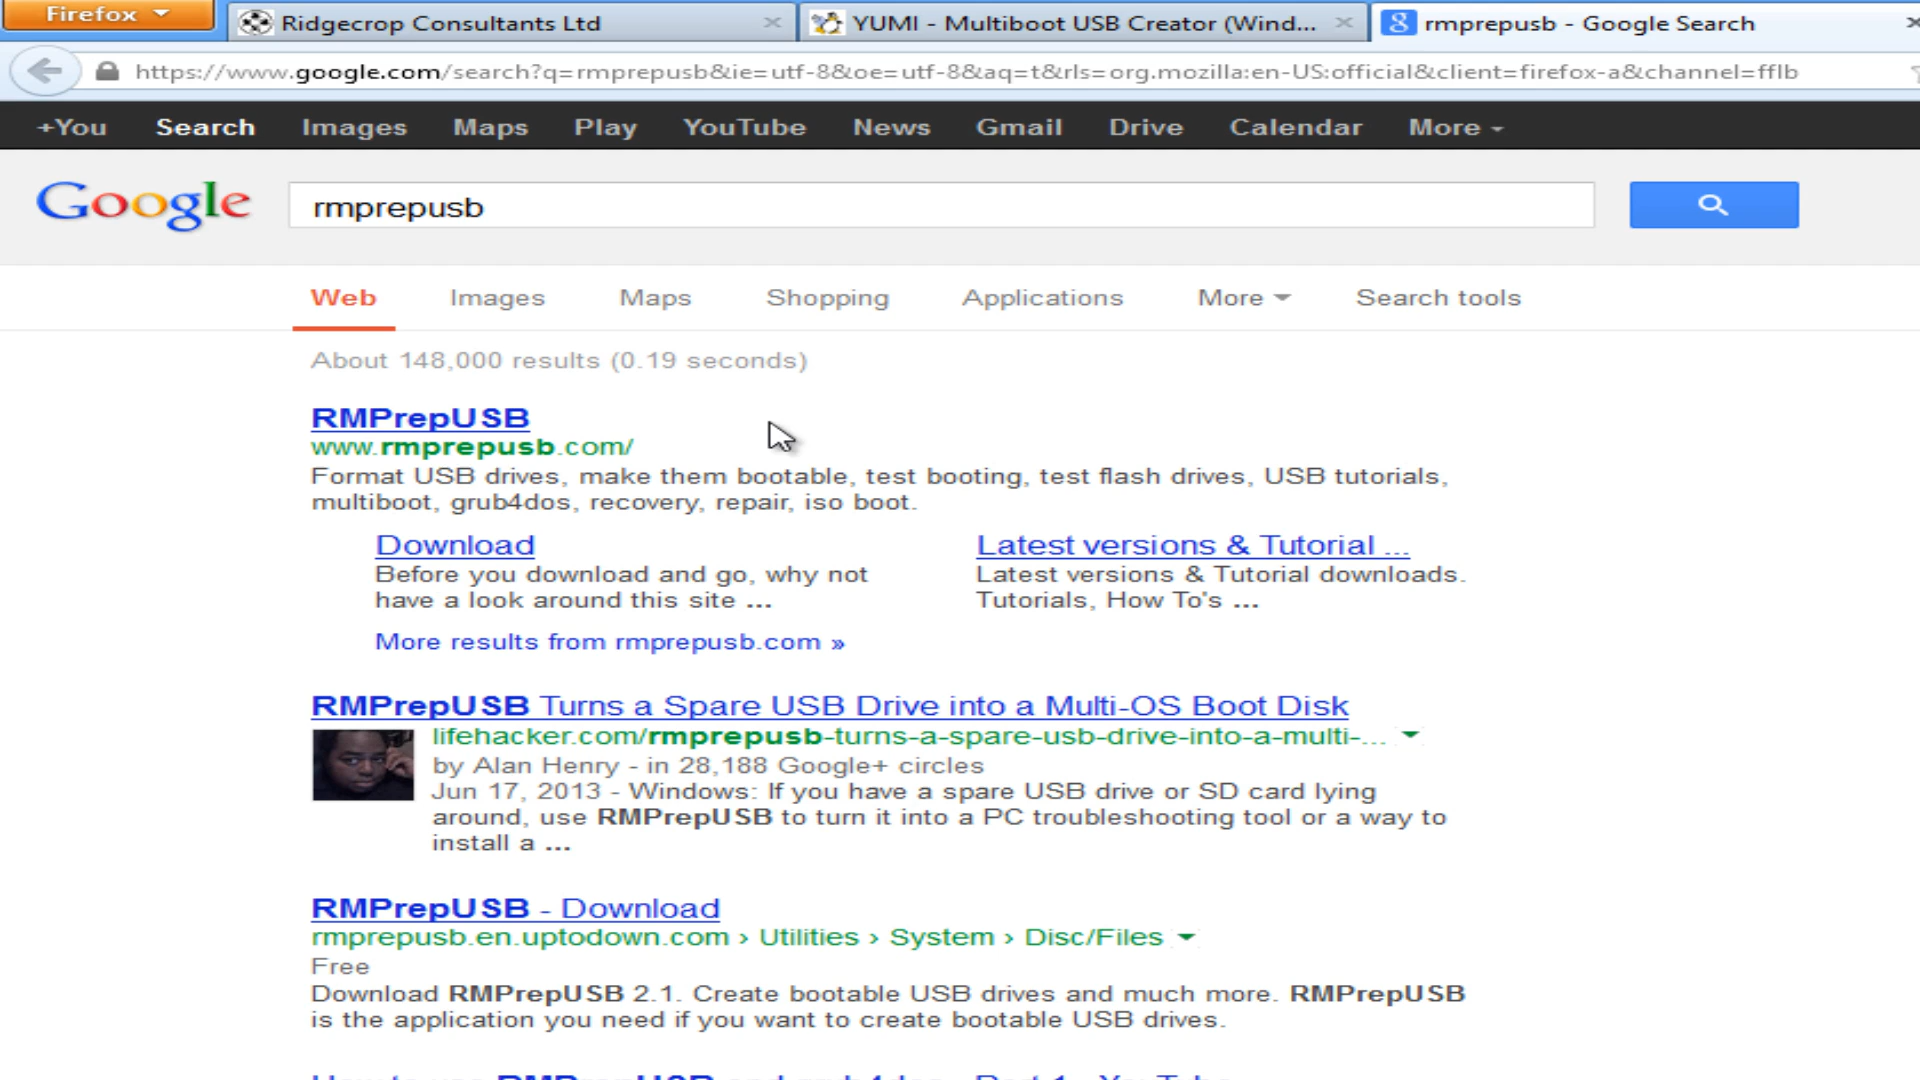 Firefox
Ridgecrop Consultants Ltd
YUMI - Multiboot USB Creator (Wind...
rmprepusb - Google Search
https://www.google.com/search?q=rmprepusb&ie=utf-8&oe=utf-8&aq=t&rls=org.mozilla:en-US:official&client=firefox-a&channel=fflb
+You Search Images Maps Play YouTube News Gmail Drive Calendar More
Google
rmprepusb
Web Images Maps Shopping Applications More Search tools
About 148,000 results (0.19 seconds)
RMPrepUSB
www.rmprepusb.com/
Format USB drives, make them bootable, test booting, test flash drives, USB tutorials,
multiboot, grub4dos, recovery, repair, iso boot.
Download
Before you download and go, why not
have a look around this site ...
Latest versions & Tutorial ...
Latest versions & Tutorial downloads.
Tutorials, How To's ...
More results from rmprepusb.com »
RMPrepUSB Turns a Spare USB Drive into a Multi-OS Boot Disk
lifehacker.com/rmprepusb-turns-a-spare-usb-drive-into-a-multi-...
by Alan Henry - in 28,188 Google+ circles
Jun 17, 2013 - Windows: If you have a spare USB drive or SD card lying
around, use RMPrepUSB to turn it into a PC troubleshooting tool or a way to
install a ...
RMPrepUSB - Download
rmprepusb.en.uptodown.com › Utilities › System › Disc/Files
Free
Download RMPrepUSB 2.1. Create bootable USB drives and much more. RMPrepUSB
is the application you need if you want to create bootable USB drives.
How to use RMPrepUSB and grub4dos - Part 1 - YouTube